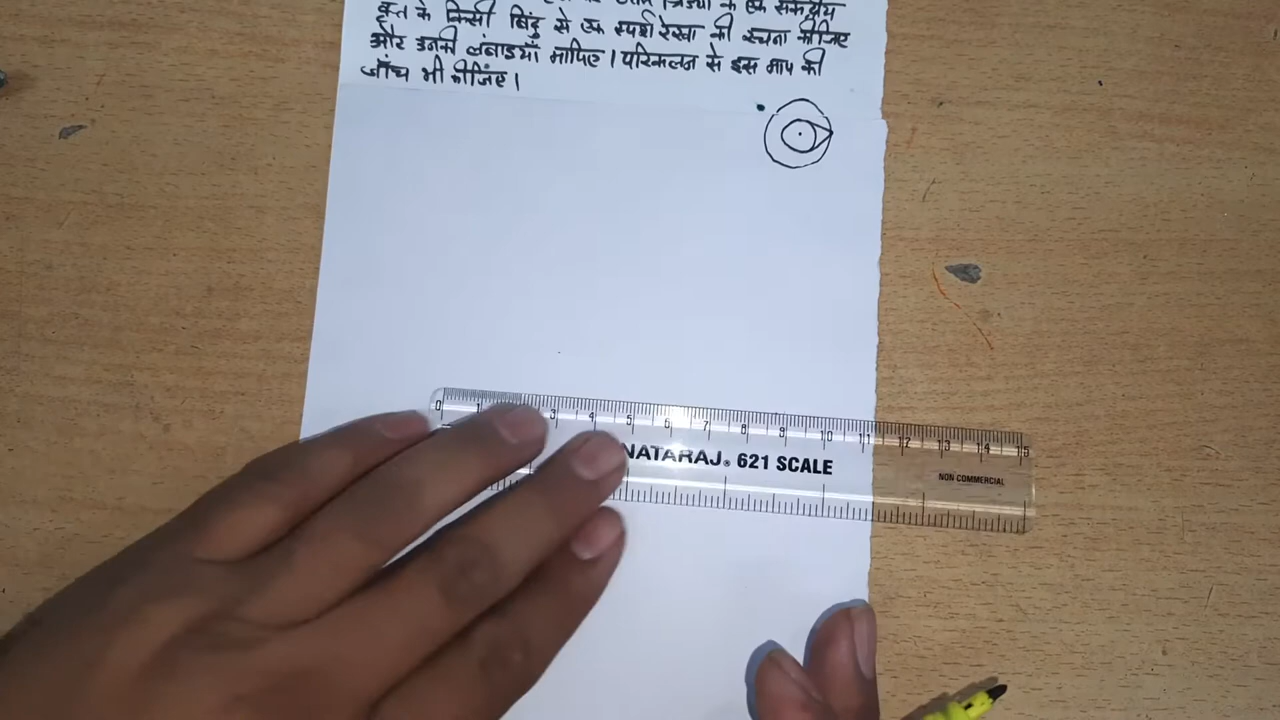 त्रिज्या के एक संकेंद्रीय
वृत्त के किसी बिंदु से एक स्पर्श रेखा की रचना कीजिए
और उनकी लंबाइयाँ मापिए। परिकलन से इस माप की
जाँच भी कीजिए।
0 1 3 4 5 6 7 8 9 10 11 12 13 14 15
NATARAJ® 621 SCALE
NON COMMERCIAL